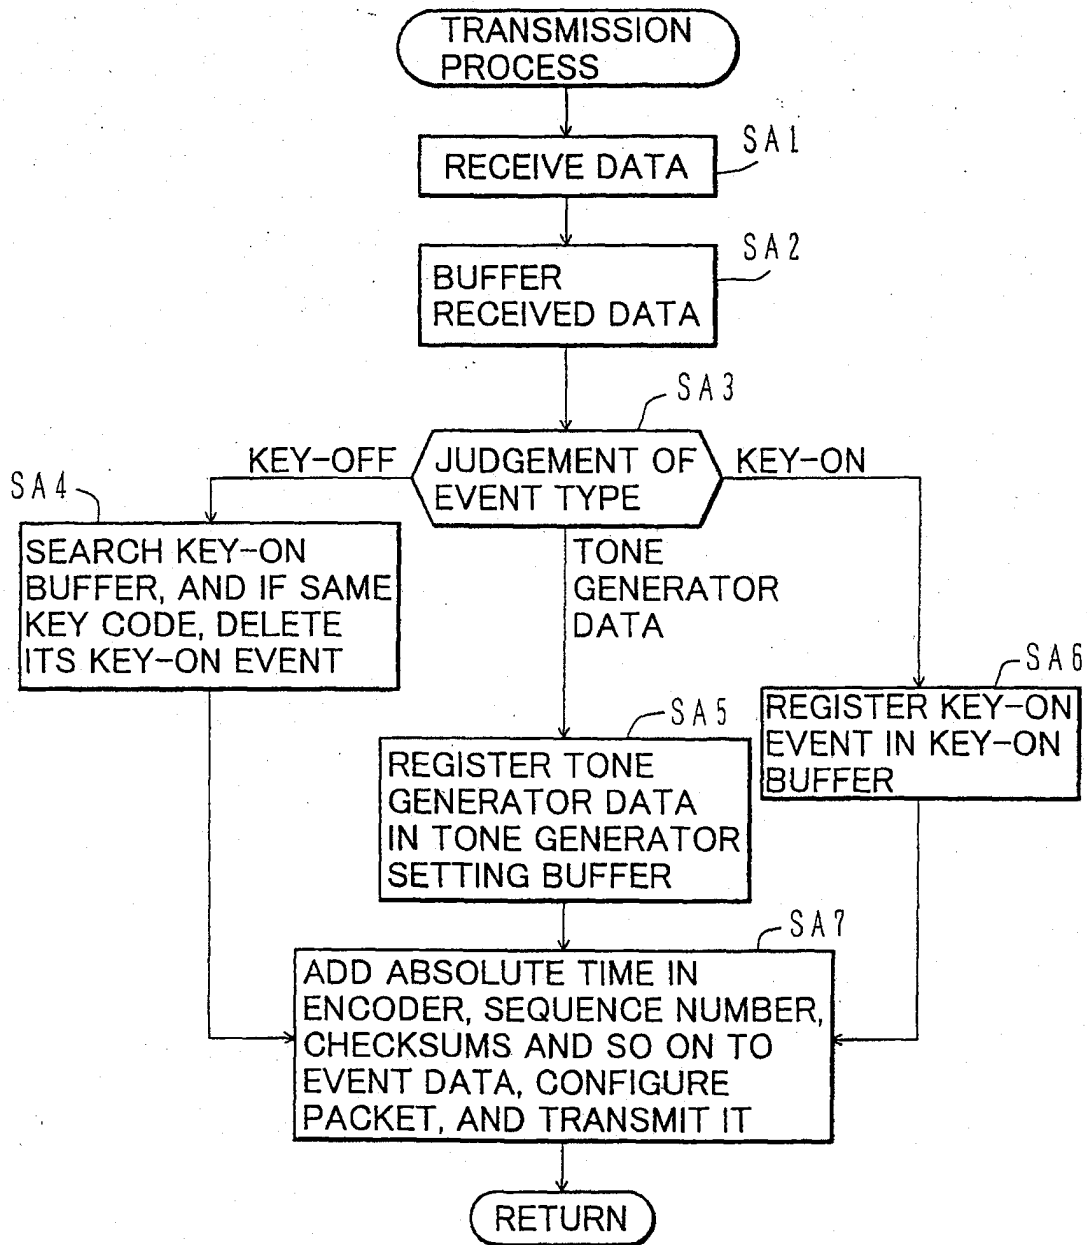 TRANSMISSION
PROCESS
SA1
RECEIVE DATA
SA2
BUFFER
RECEIVED DATA
SA3
JUDGEMENT OF
EVENT TYPE
KEY-OFF
KEY-ON
SA4
SEARCH KEY-ON
BUFFER, AND IF SAME
KEY CODE, DELETE
ITS KEY-ON EVENT
TONE
GENERATOR
DATA
SA5
REGISTER TONE
GENERATOR DATA
IN TONE GENERATOR
SETTING BUFFER
SA6
REGISTER KEY-ON
EVENT IN KEY-ON
BUFFER
SA7
ADD ABSOLUTE TIME IN
ENCODER, SEQUENCE NUMBER,
CHECKSUMS AND SO ON TO
EVENT DATA, CONFIGURE
PACKET, AND TRANSMIT IT
RETURN